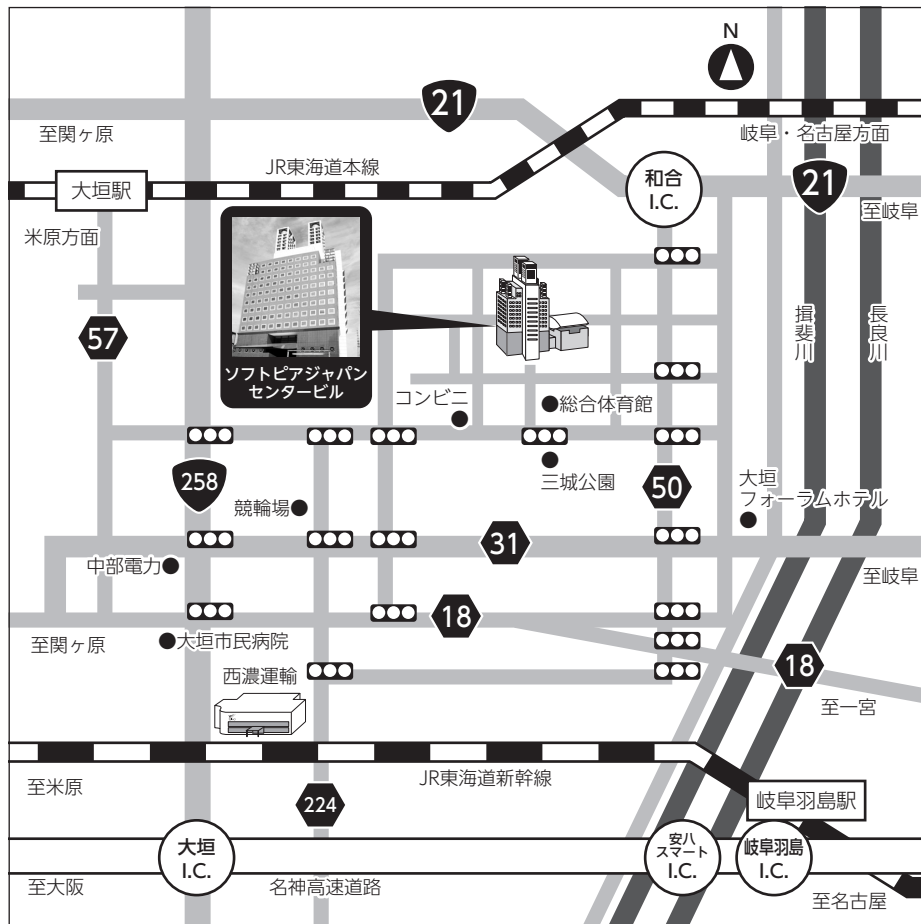 N
21
至関ヶ原
岐阜・名古屋方面
JR東海道本線
大垣駅
和合
I.C.
21
至岐阜
米原方面
57
揖斐川
長良川
ソフトピアジャパン
センタービル
コンビニ
総合体育館
三城公園
258
50
大垣
フォーラムホテル
競輪場
31
中部電力
至岐阜
18
至関ヶ原
大垣市民病院
18
西濃運輸
至一宮
至米原
JR東海道新幹線
224
岐阜羽島駅
大垣
I.C.
安八
スマート
I.C.
岐阜羽島
I.C.
至大阪
名神高速道路
至名古屋